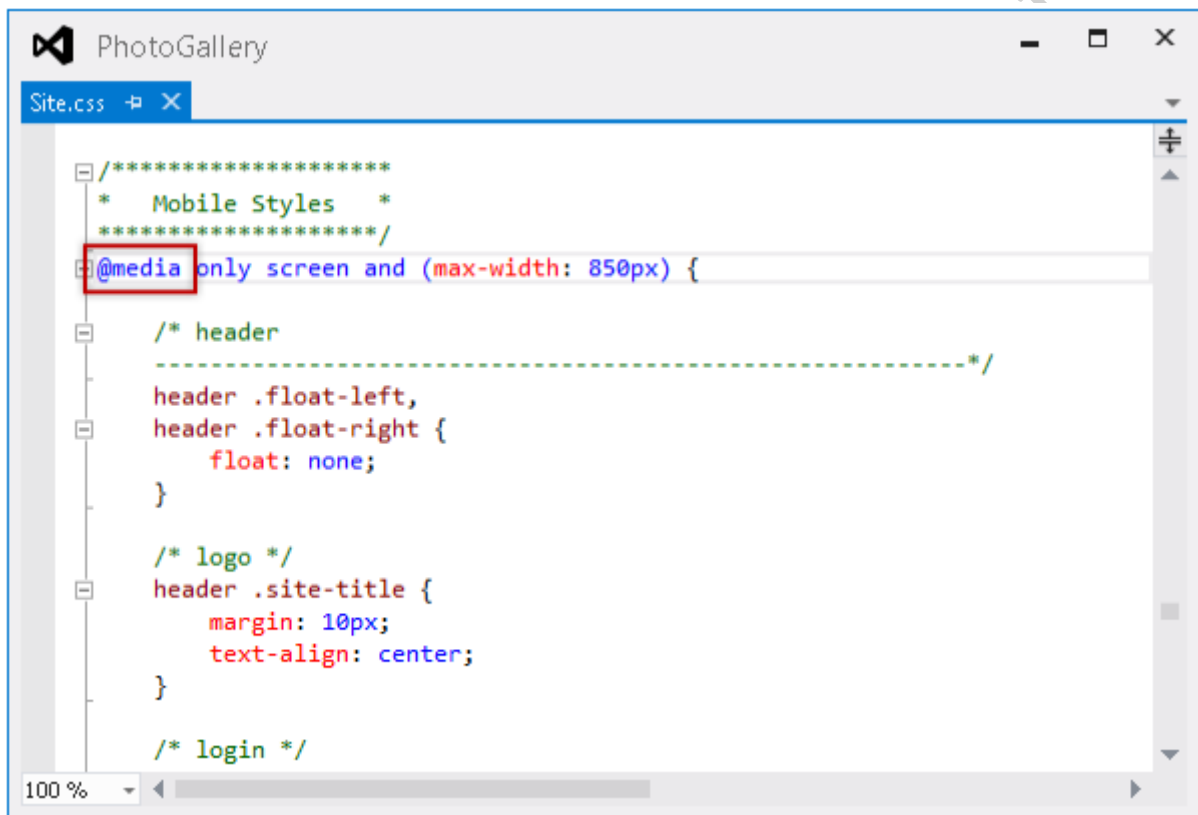 PhotoGallery
Site.css
/********************
*   Mobile Styles   *
********************/
@media only screen and (max-width: 850px) {
/* header
----------------------------------------------------------*/
header .float-left,
header .float-right {
float: none;
}
/* logo */
header .site-title {
margin: 10px;
text-align: center;
}
/* login */
100 %